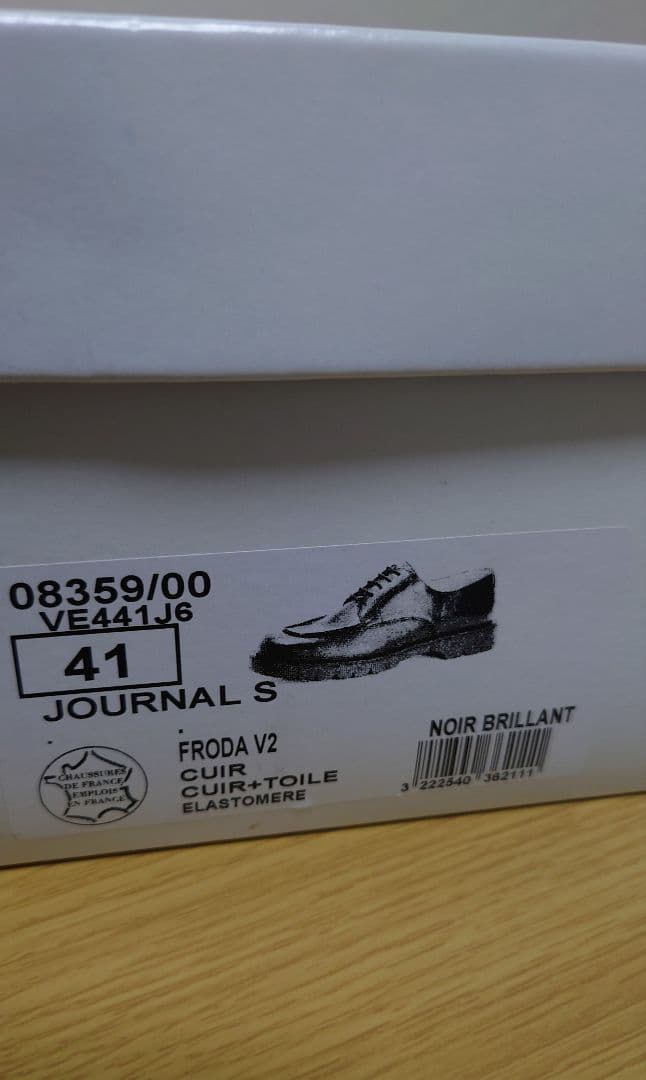 08359/00
VE441J6
41
JOURNAL S
FRODA V2
CUIR
CUIR+TOILE
ELASTOMERE
NOIR BRILLANT
3 222540 362111
CHAUSSURES
DE FRANCE
EMPLOIS
EN FRANCE